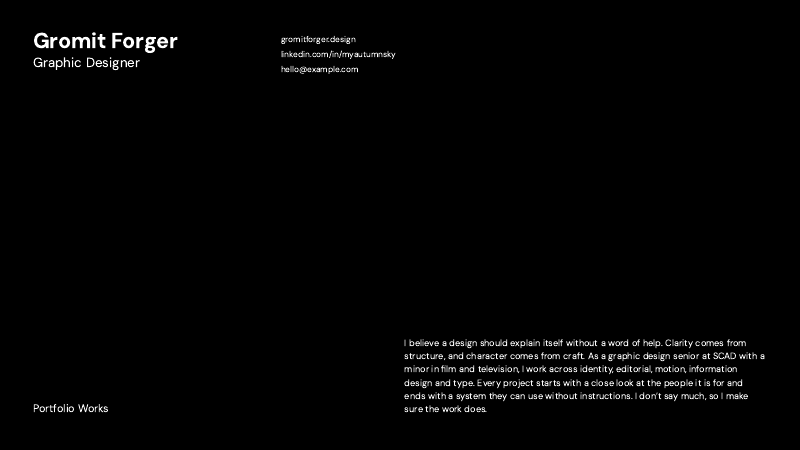 Gromit Forger
Graphic Designer
gromitforger.design
linkedin.com/in/myautumnsky
hello@example.com
I believe a design should explain itself without a word of help. Clarity comes from
structure, and character comes from craft. As a graphic design senior at SCAD with a
minor in film and television, I work across identity, editorial, motion, information
design and type. Every project starts with a close look at the people it is for and
ends with a system they can use without instructions. I don’t say much, so I make
sure the work does.
Portfolio Works